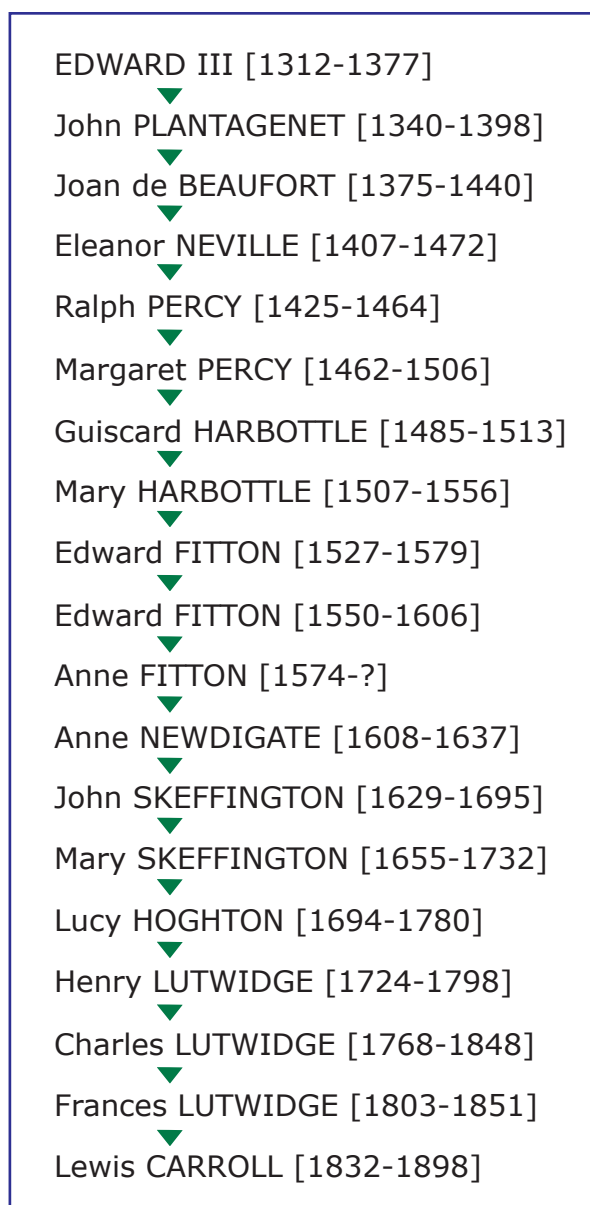 EDWARD III [1312-1377]
John PLANTAGENET [1340-1398]
Joan de BEAUFORT [1375-1440]
Eleanor NEVILLE [1407-1472]
Ralph PERCY [1425-1464]
Margaret PERCY [1462-1506]
Guiscard HARBOTTLE [1485-1513]
Mary HARBOTTLE [1507-1556]
Edward FITTON [1527-1579]
Edward FITTON [1550-1606]
Anne FITTON [1574-?]
Anne NEWDIGATE [1608-1637]
John SKEFFINGTON [1629-1695]
Mary SKEFFINGTON [1655-1732]
Lucy HOGHTON [1694-1780]
Henry LUTWIDGE [1724-1798]
Charles LUTWIDGE [1768-1848]
Frances LUTWIDGE [1803-1851]
Lewis CARROLL [1832-1898]